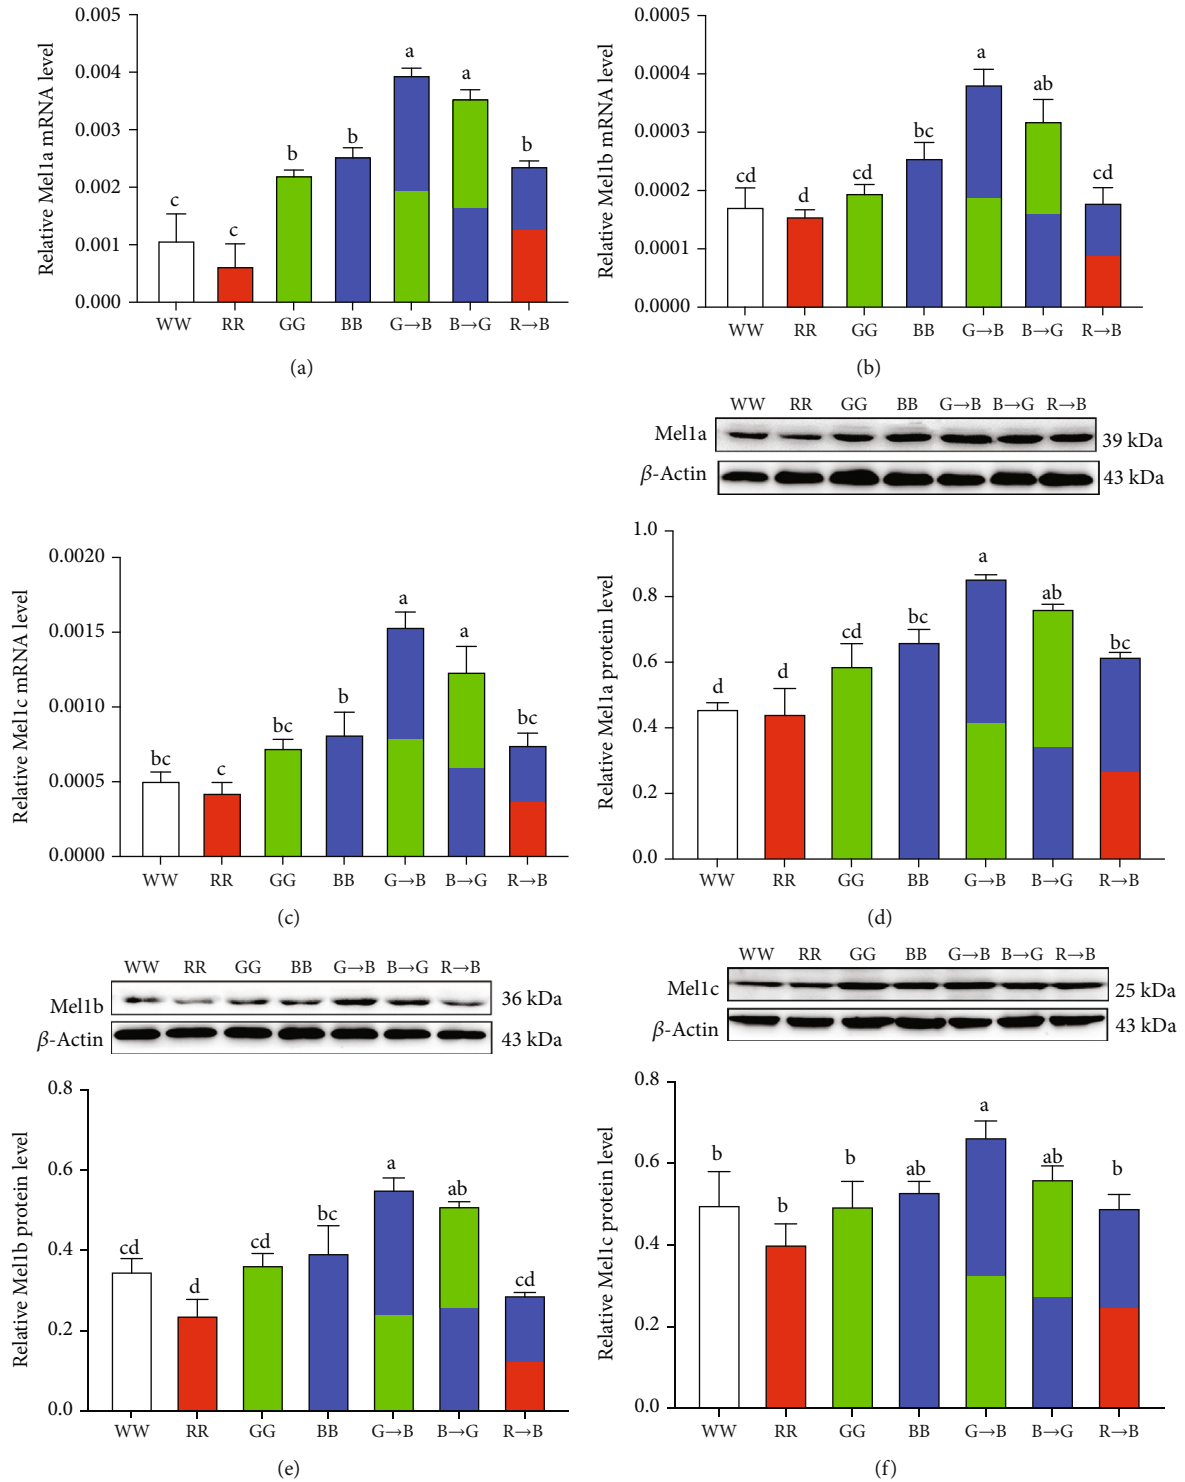 Relative Mel1a mRNA level
0.005
0.004
0.003
0.002
0.001
0.000
c c b b a a b
WW RR GG BB G→B B→G R→B
(a)
Relative Mel1b mRNA level
0.0005
0.0004
0.0003
0.0002
0.0001
0.0000
cd d cd bc a ab cd
WW RR GG BB G→B B→G R→B
(b)
Relative Mel1c mRNA level
0.0020
0.0015
0.0010
0.0005
0.0000
bc c bc b a a bc
WW RR GG BB G→B B→G R→B
(c)
WW RR GG BB G→B B→G R→B
Mel1a 39 kDa
β-Actin 43 kDa
Relative Mel1a protein level
1.0
0.8
0.6
0.4
0.2
0.0
d d cd bc a ab bc
WW RR GG BB G→B B→G R→B
(d)
WW RR GG BB G→B B→G R→B
Mel1b 36 kDa
β-Actin 43 kDa
Relative Mel1b protein level
0.8
0.6
0.4
0.2
0.0
cd d cd bc a ab cd
WW RR GG BB G→B B→G R→B
(e)
WW RR GG BB G→B B→G R→B
Mel1c 25 kDa
β-Actin 43 kDa
Relative Mel1c protein level
0.8
0.6
0.4
0.2
0.0
b b b ab a ab b
WW RR GG BB G→B B→G R→B
(f)